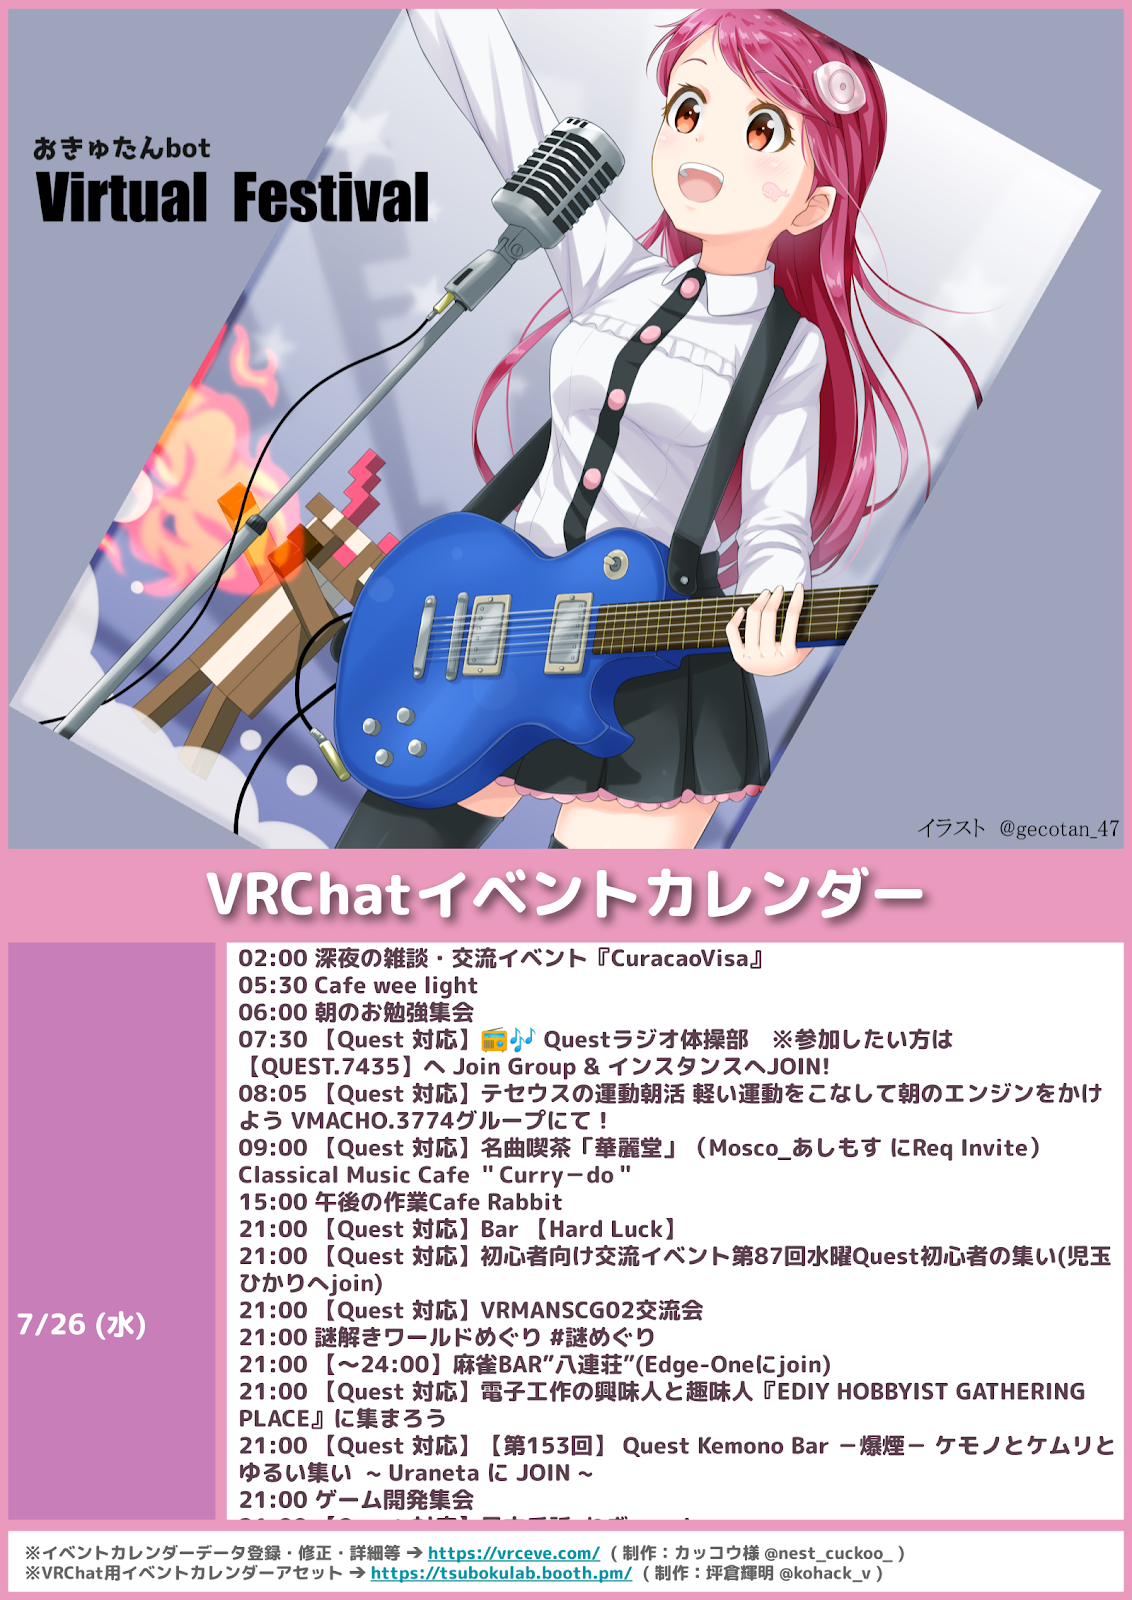 おきゅたんbot
Virtual Festival
イラスト @gecotan_47
VRChatイベントカレンダー
7/26 (水)
02:00 深夜の雑談・交流イベント『CuracaoVisa』
05:30 Cafe wee light
06:00 朝のお勉強集会
07:30 【Quest 対応】📻🎶 Questラジオ体操部　※参加したい方は
【QUEST.7435】へ Join Group & インスタンスへJOIN!
08:05 【Quest 対応】テセウスの運動朝活 軽い運動をこなして朝のエンジンをかけ
よう VMACHO.3774グループにて！
09:00 【Quest 対応】名曲喫茶「華麗堂」（Mosco_あしもす にReq Invite）
Classical Music Cafe ＂Curry－do＂
15:00 午後の作業Cafe Rabbit
21:00 【Quest 対応】Bar 【Hard Luck】
21:00 【Quest 対応】初心者向け交流イベント第87回水曜Quest初心者の集い(児玉
ひかりへjoin)
21:00 【Quest 対応】VRMANSCG02交流会
21:00 謎解きワールドめぐり #謎めぐり
21:00 【～24:00】麻雀BAR”八連荘”(Edge-Oneにjoin)
21:00 【Quest 対応】電子工作の興味人と趣味人『EDIY HOBBYIST GATHERING
PLACE』に集まろう
21:00 【Quest 対応】【第153回】 Quest Kemono Bar －爆煙－ ケモノとケムリと
ゆるい集い ～ Uraneta に JOIN ～
21:00 ゲーム開発集会
※イベントカレンダーデータ登録・修正・詳細等 ➔ https://vrceve.com/ （ 制作：カッコウ様 @nest_cuckoo_ ）
※VRChat用イベントカレンダーアセット ➔ https://tsubokulab.booth.pm/ （ 制作：坪倉輝明 @kohack_v ）